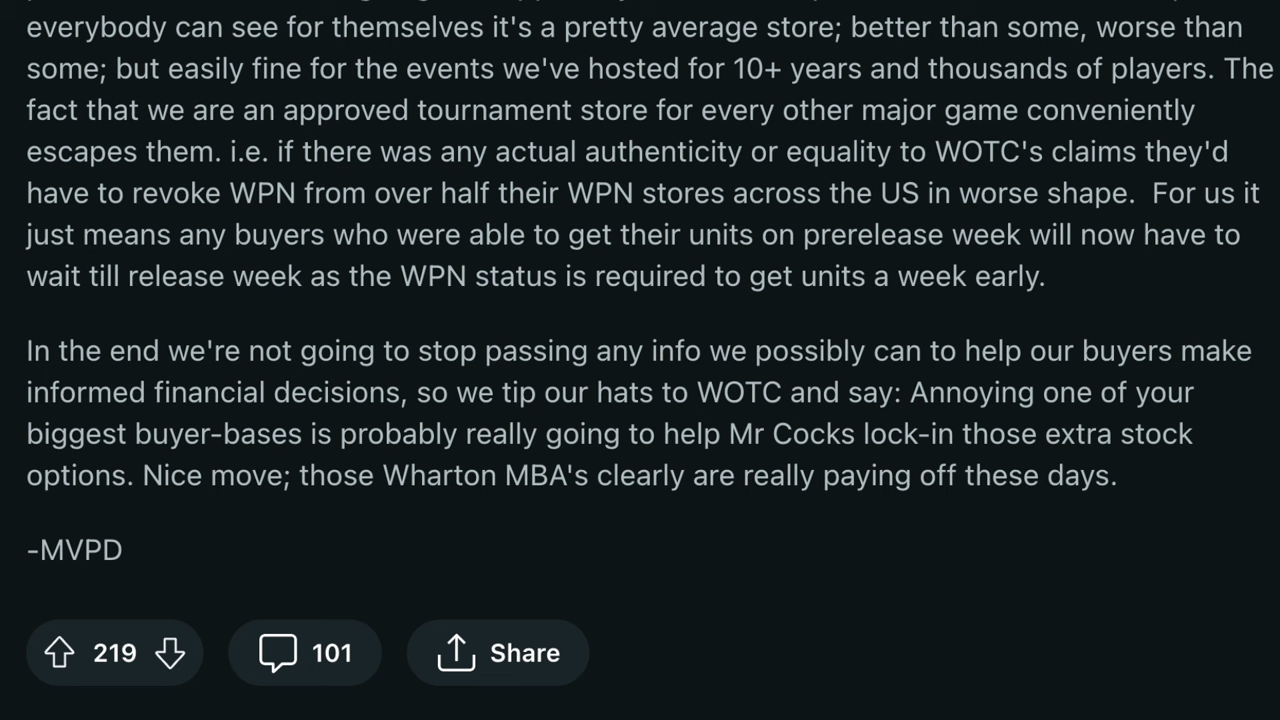 everybody can see for themselves it's a pretty average store; better than some, worse than
some; but easily fine for the events we've hosted for 10+ years and thousands of players. The
fact that we are an approved tournament store for every other major game conveniently
escapes them. i.e. if there was any actual authenticity or equality to WOTC's claims they'd
have to revoke WPN from over half their WPN stores across the US in worse shape.  For us it
just means any buyers who were able to get their units on prerelease week will now have to
wait till release week as the WPN status is required to get units a week early.
In the end we're not going to stop passing any info we possibly can to help our buyers make
informed financial decisions, so we tip our hats to WOTC and say: Annoying one of your
biggest buyer-bases is probably really going to help Mr Cocks lock-in those extra stock
options. Nice move; those Wharton MBA's clearly are really paying off these days.
-MVPD
219 101 Share